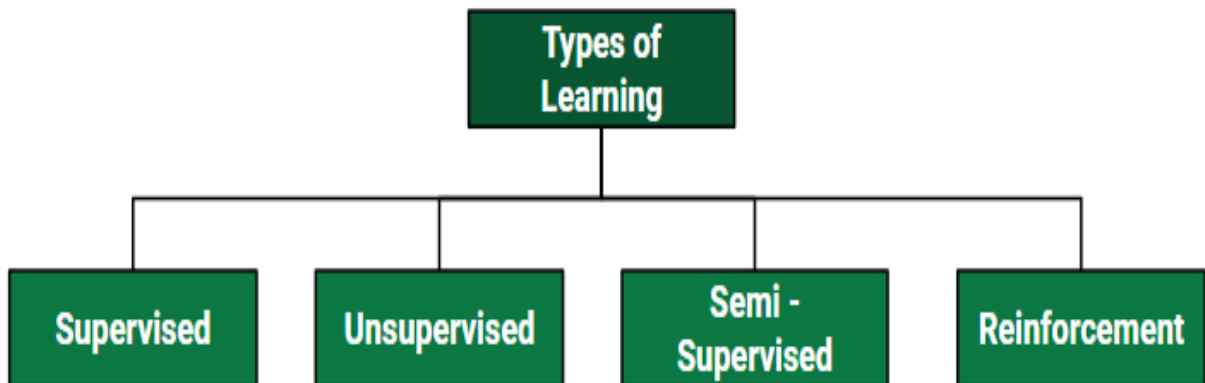 Types of
Learning
Supervised
Unsupervised
Semi -
Supervised
Reinforcement